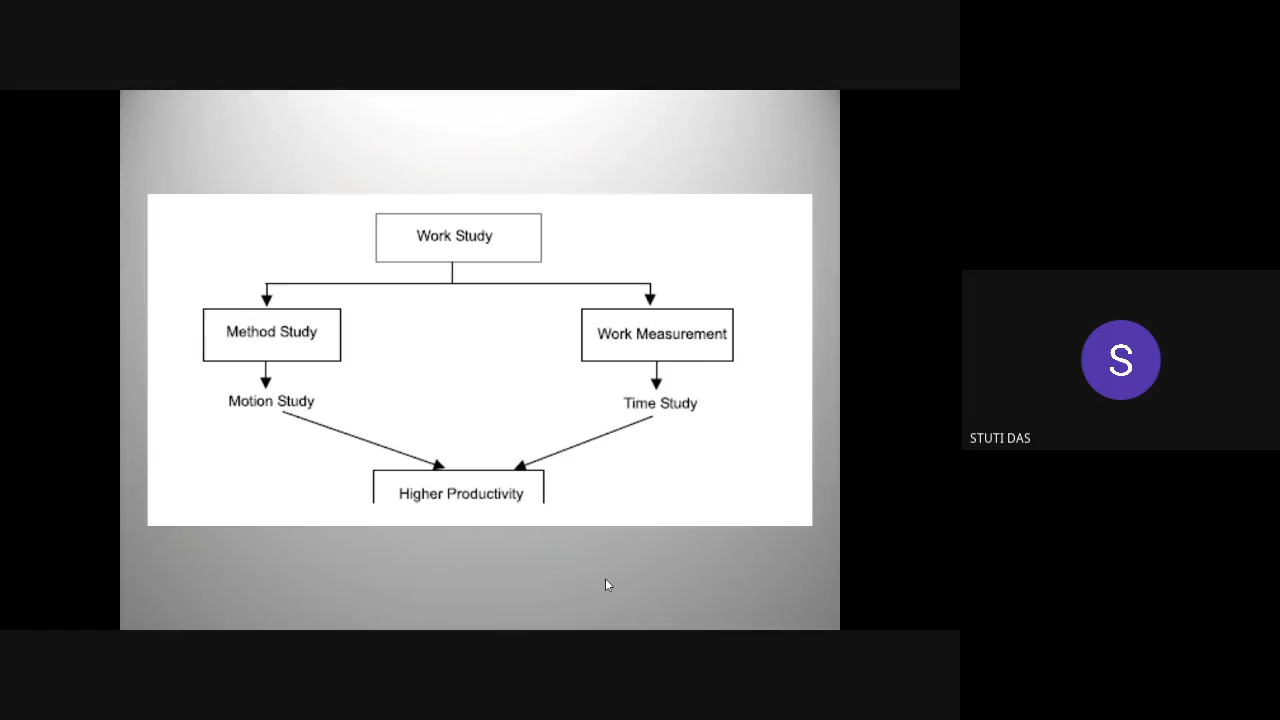 Work Study
Method Study
Work Measurement
Motion Study
Time Study
Higher Productivity
S
STUTI DAS